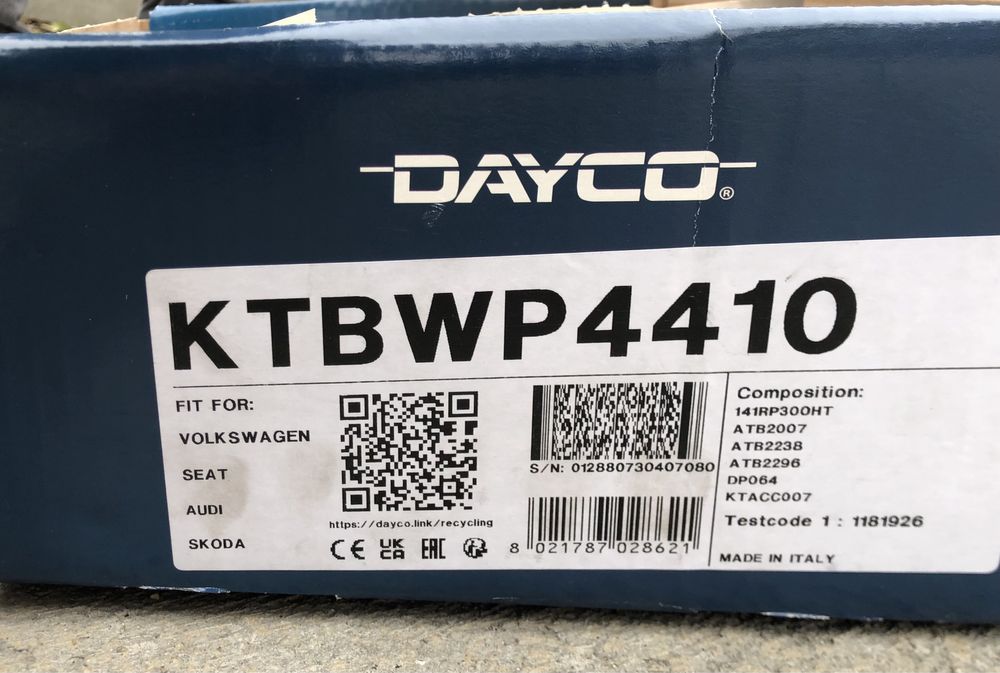 DAYCO®
KTBWP4410
FIT FOR:
VOLKSWAGEN
SEAT
AUDI
SKODA
https://dayco.link/recycling
CE UK CA EAC
S/N: 012880730407080
8 021787 028621
Composition:
141RP300HT
ATB2007
ATB2238
ATB2296
DP064
KTACC007
Testcode 1 : 1181926
MADE IN ITALY